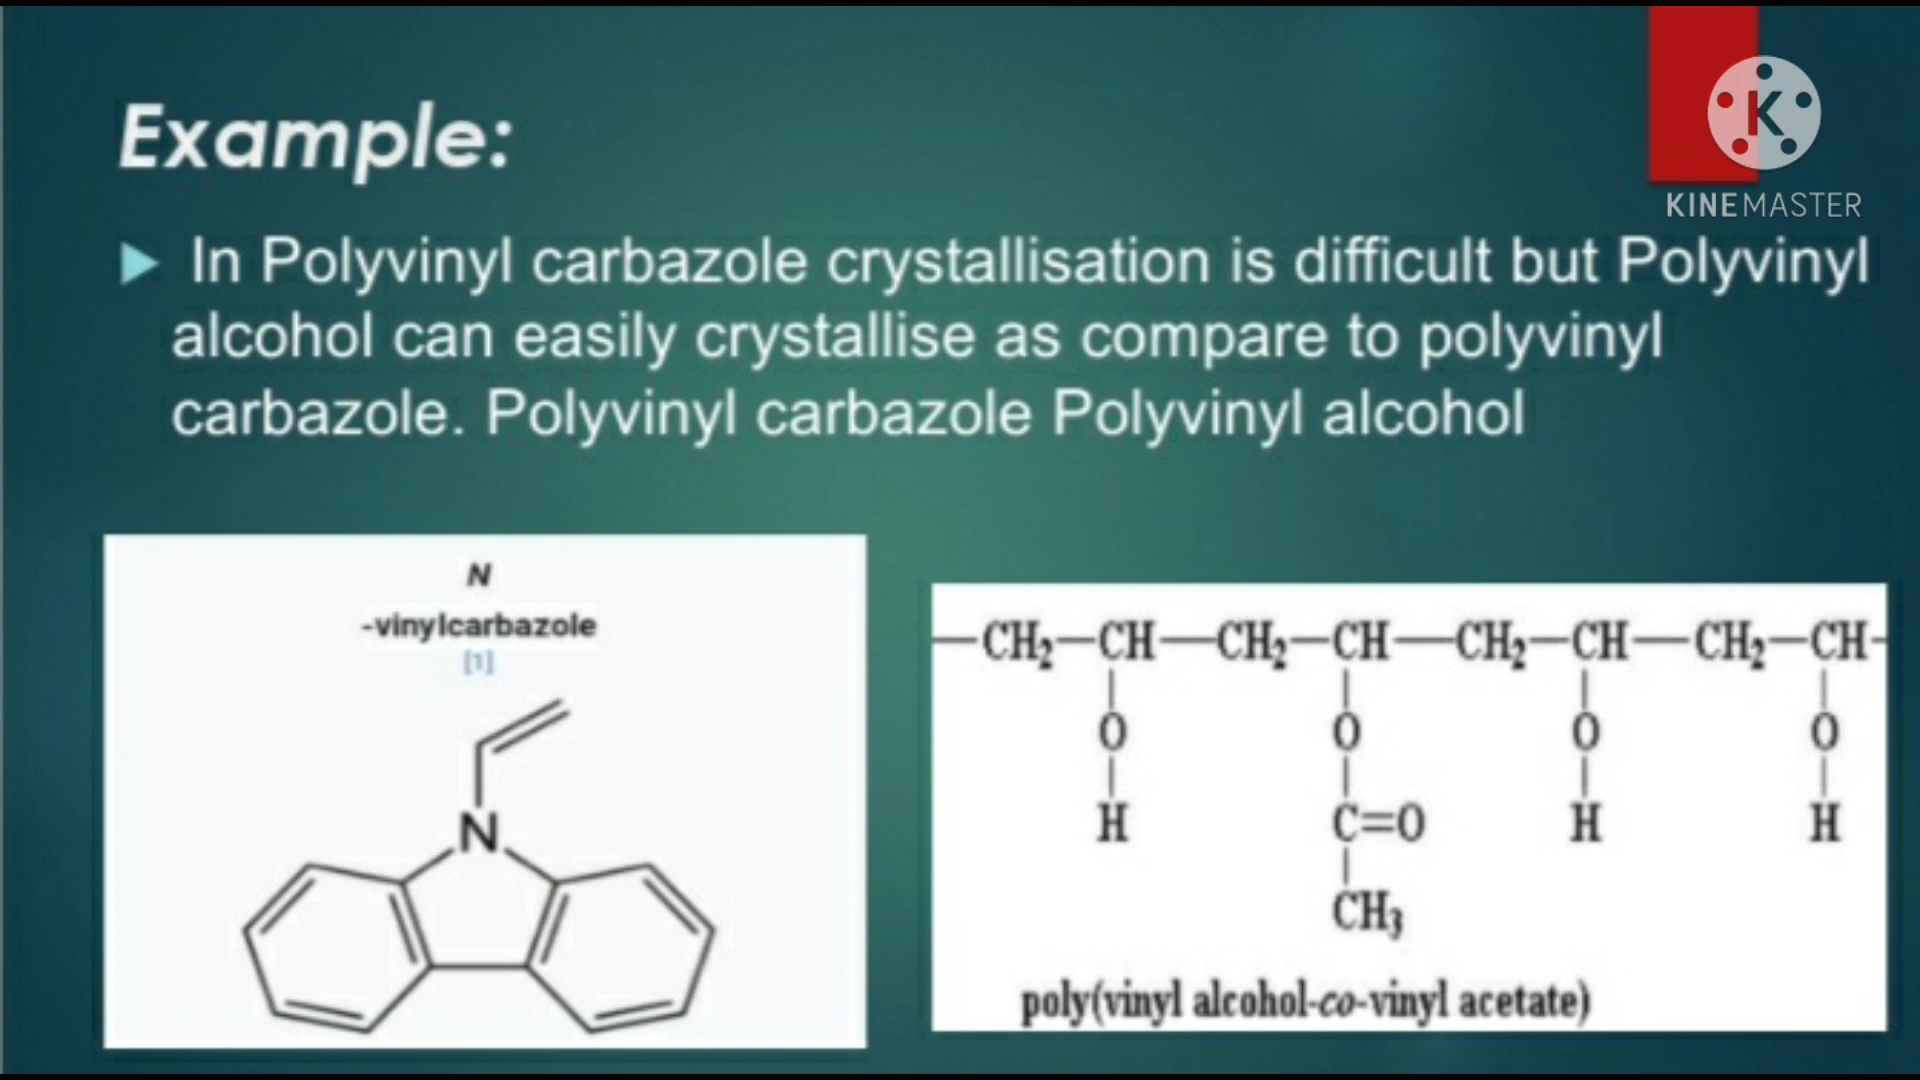 Example:
K
KINEMASTER
In Polyvinyl carbazole crystallisation is difficult but Polyvinyl
alcohol can easily crystallise as compare to polyvinyl
carbazole. Polyvinyl carbazole Polyvinyl alcohol
N
-vinylcarbazole
[1]
N
—CH₂—CH—CH₂—CH—CH₂—CH—CH₂—CH-
O O O O
H C=O H H
CH₃
poly(vinyl alcohol-co-vinyl acetate)